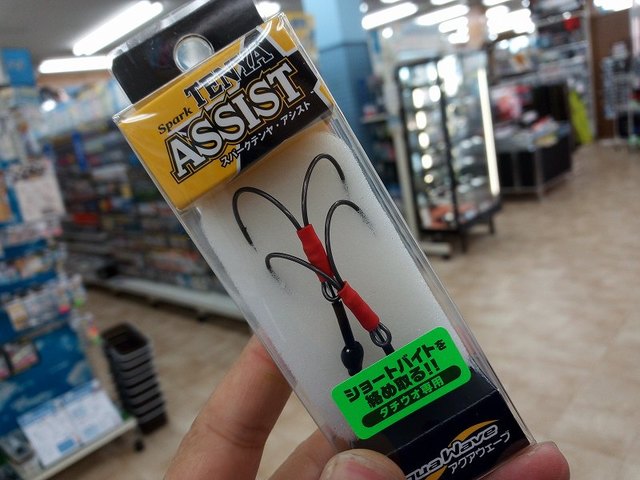 Spark
TENYA
ASSIST
スパークテンヤ・アシスト
ショートバイトを
絡め取る!!
タチウオ専用
qua Wave
アクアウェーブ